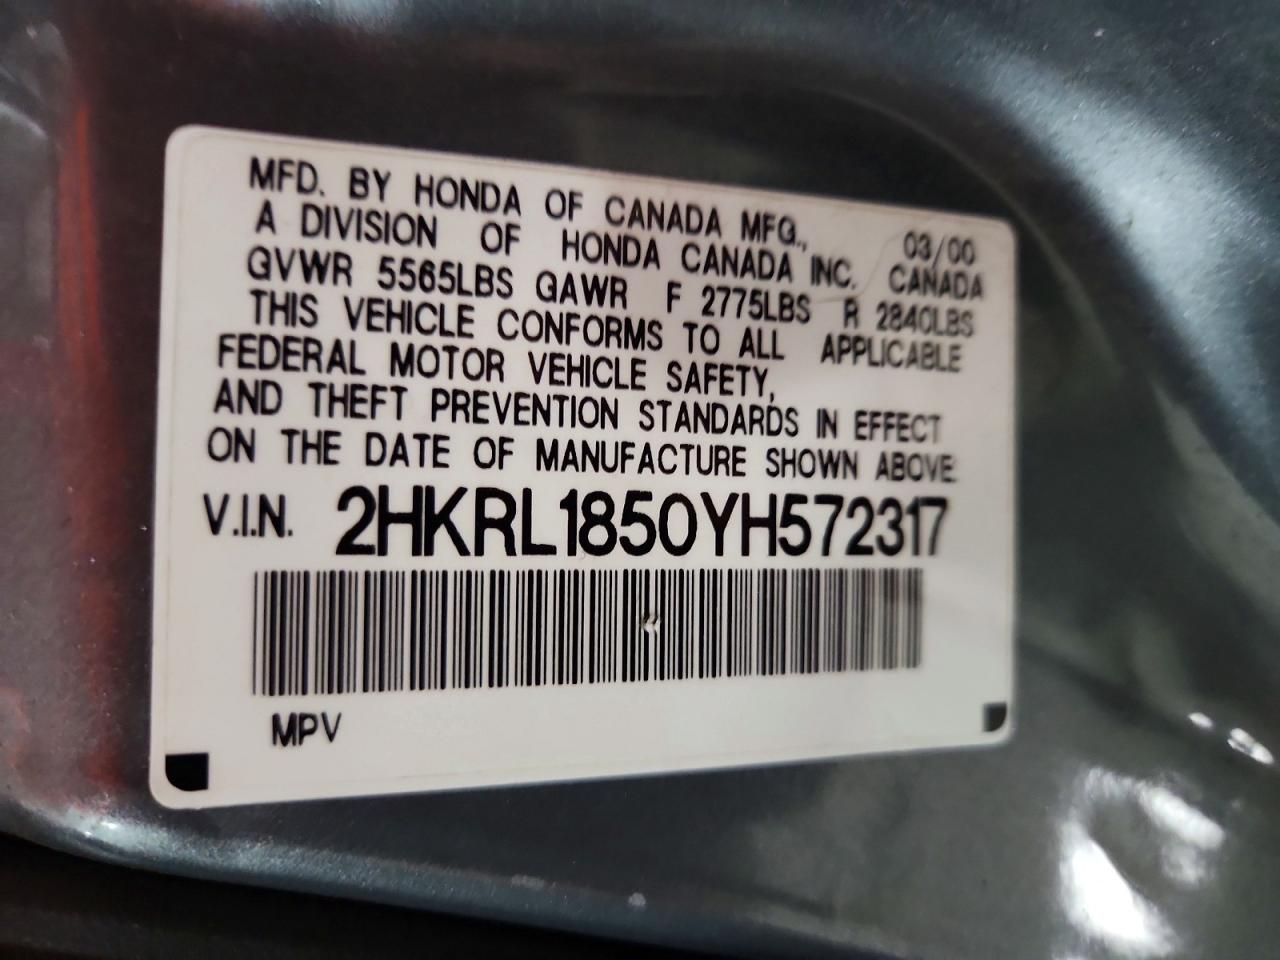 MFD. BY HONDA OF CANADA MFG., 03/00
A DIVISION OF HONDA CANADA INC. CANADA
GVWR 5565LBS GAWR F 2775LBS R 2840LBS
THIS VEHICLE CONFORMS TO ALL APPLICABLE
FEDERAL MOTOR VEHICLE SAFETY,
AND THEFT PREVENTION STANDARDS IN EFFECT
ON THE DATE OF MANUFACTURE SHOWN ABOVE
V.I.N. 2HKRL1850YH572317
MPV